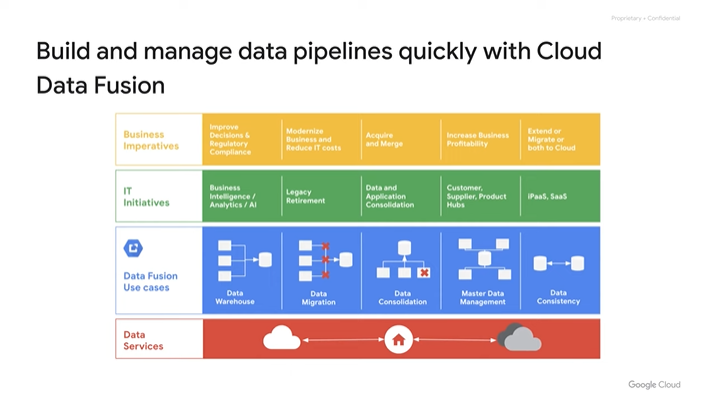 Proprietary + Confidential
Build and manage data pipelines quickly with Cloud
Data Fusion
Business
Imperatives
Improve
Decisions &
Regulatory
Compliance
Modernize
Business and
Reduce IT costs
Acquire
and Merge
Increase Business
Profitability
Extend or
Migrate or
both to Cloud
IT
Initiatives
Business
Intelligence /
Analytics / AI
Legacy
Retirement
Data and
Application
Consolidation
Customer,
Supplier, Product
Hubs
iPaaS, SaaS
Data Fusion
Use cases
Data
Warehouse
Data
Migration
Data
Consolidation
Master Data
Management
Data
Consistency
Data
Services
Google Cloud